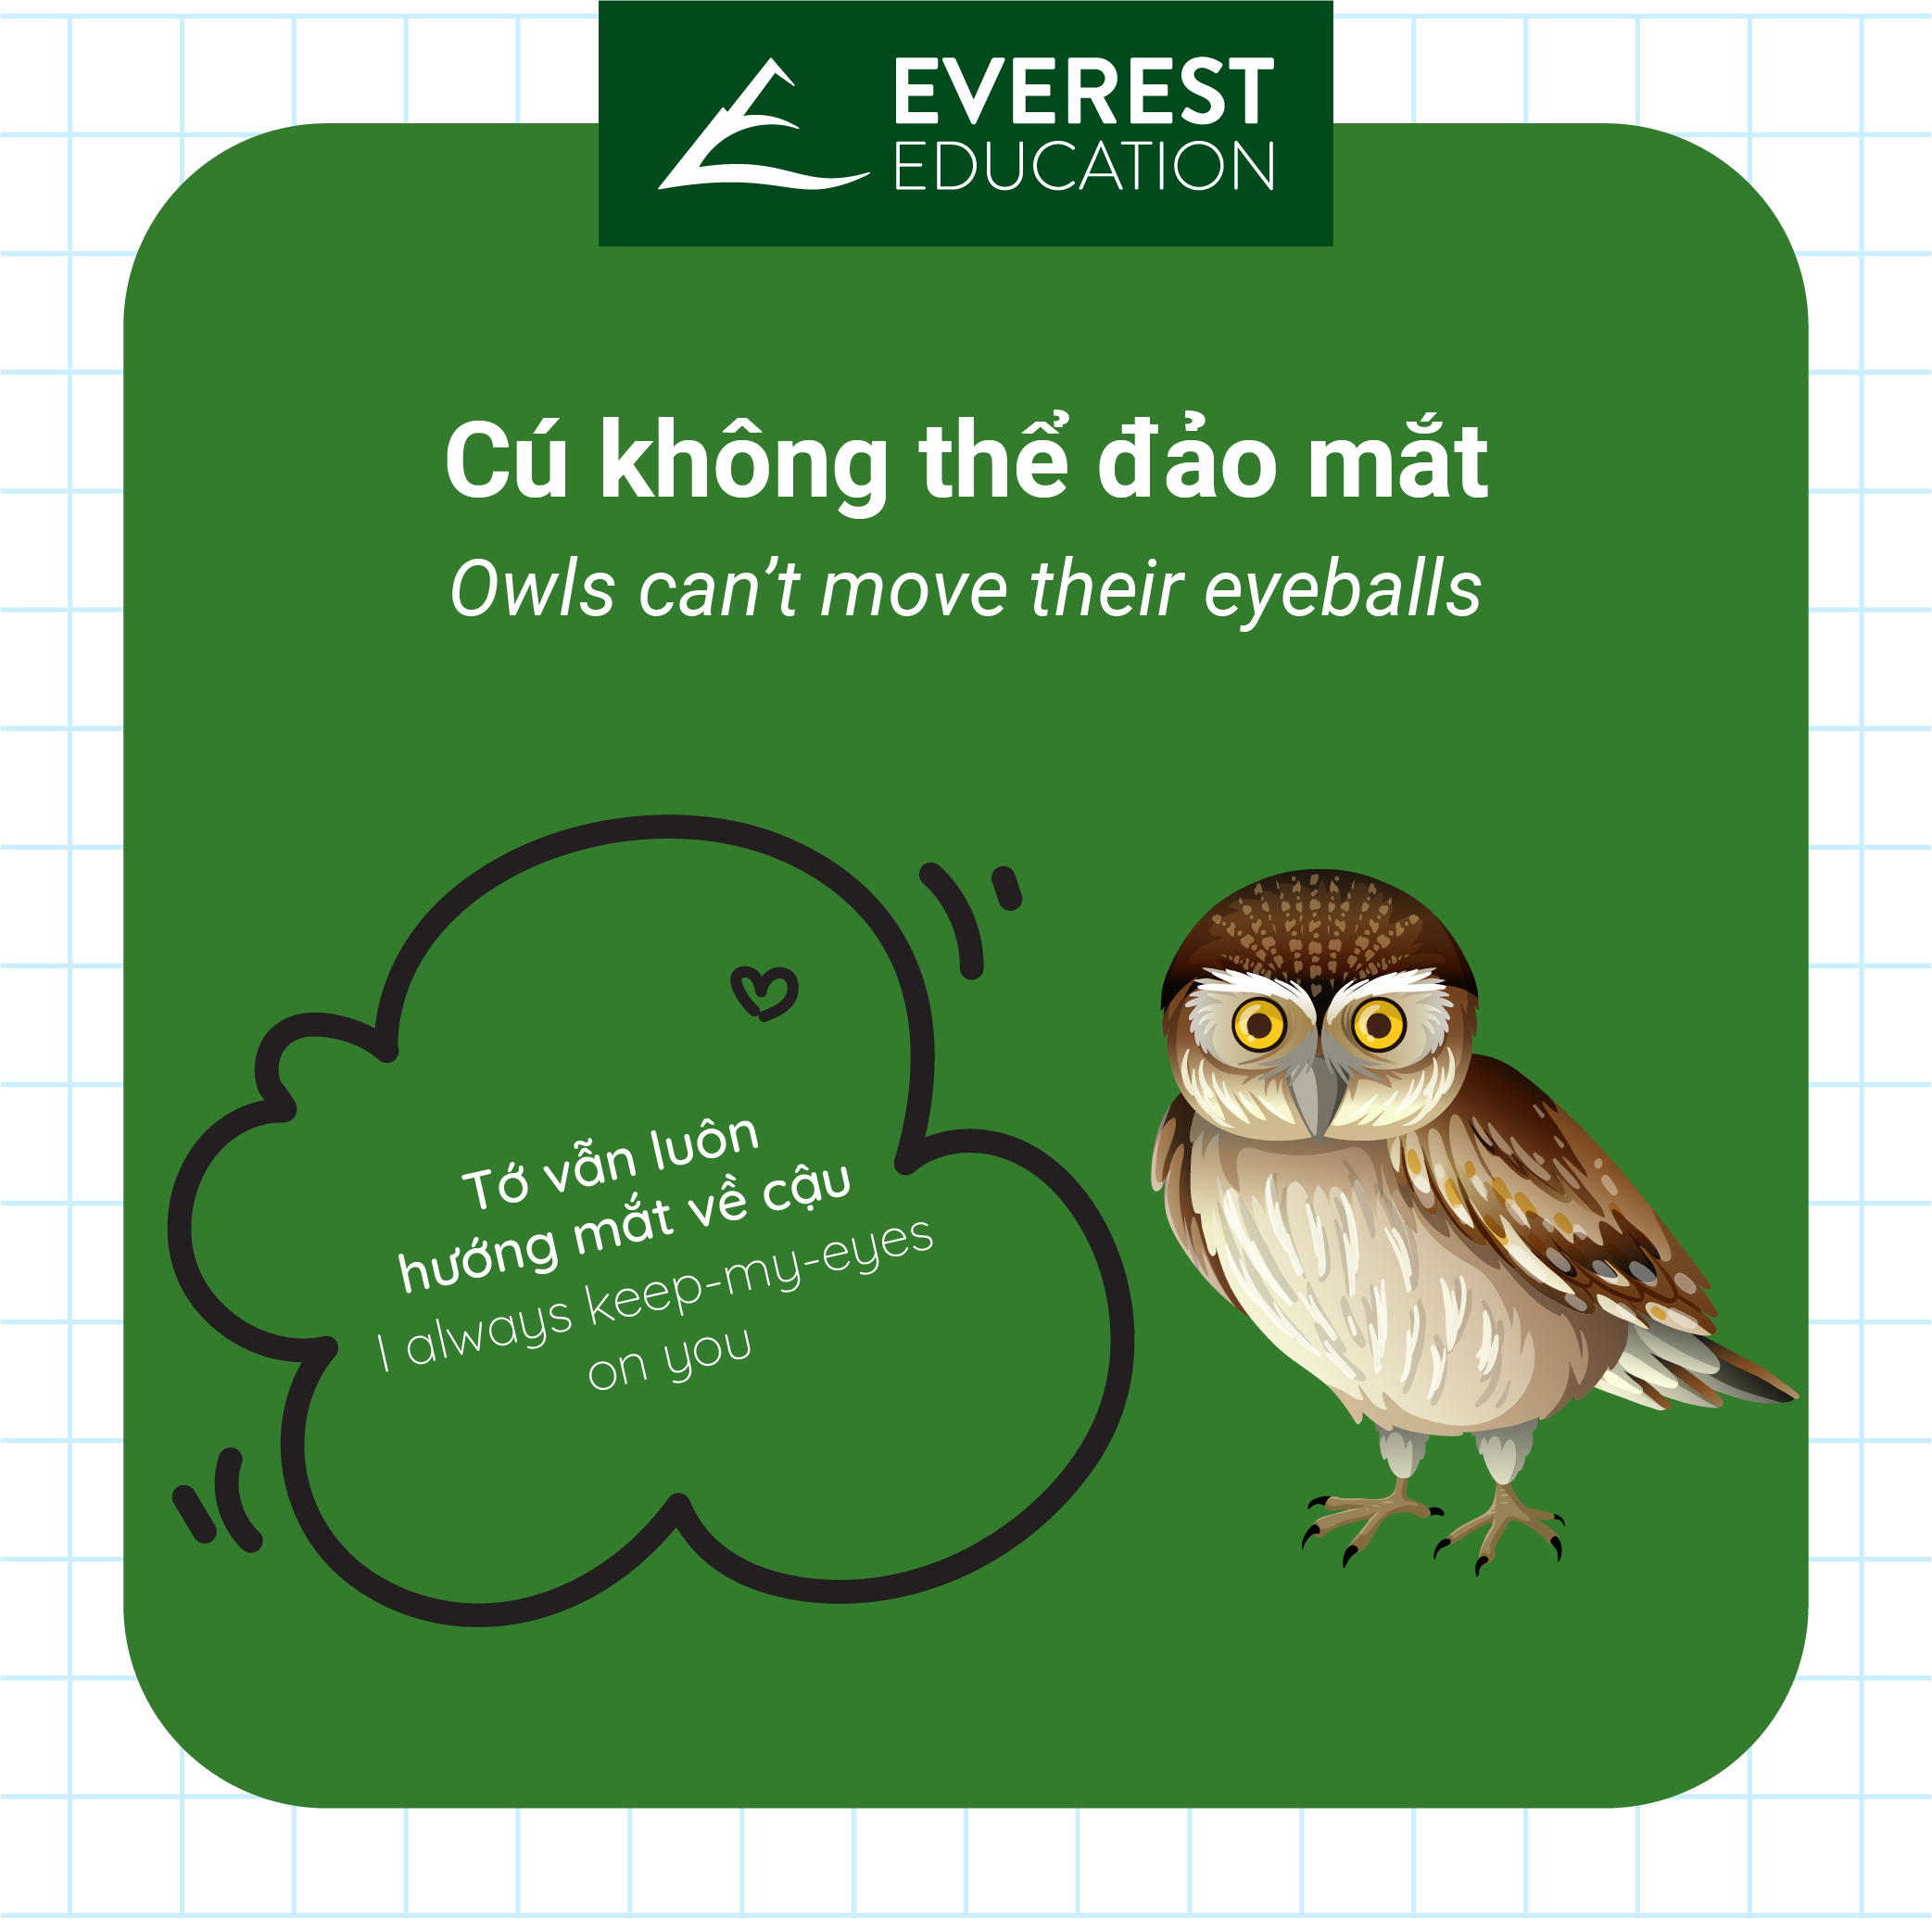 EVEREST
EDUCATION
Cú không thể đảo mắt
Owls can't move their eyeballs
Tớ vẫn luôn
hướng mắt về cậu
I always keep-my-eyes
on you